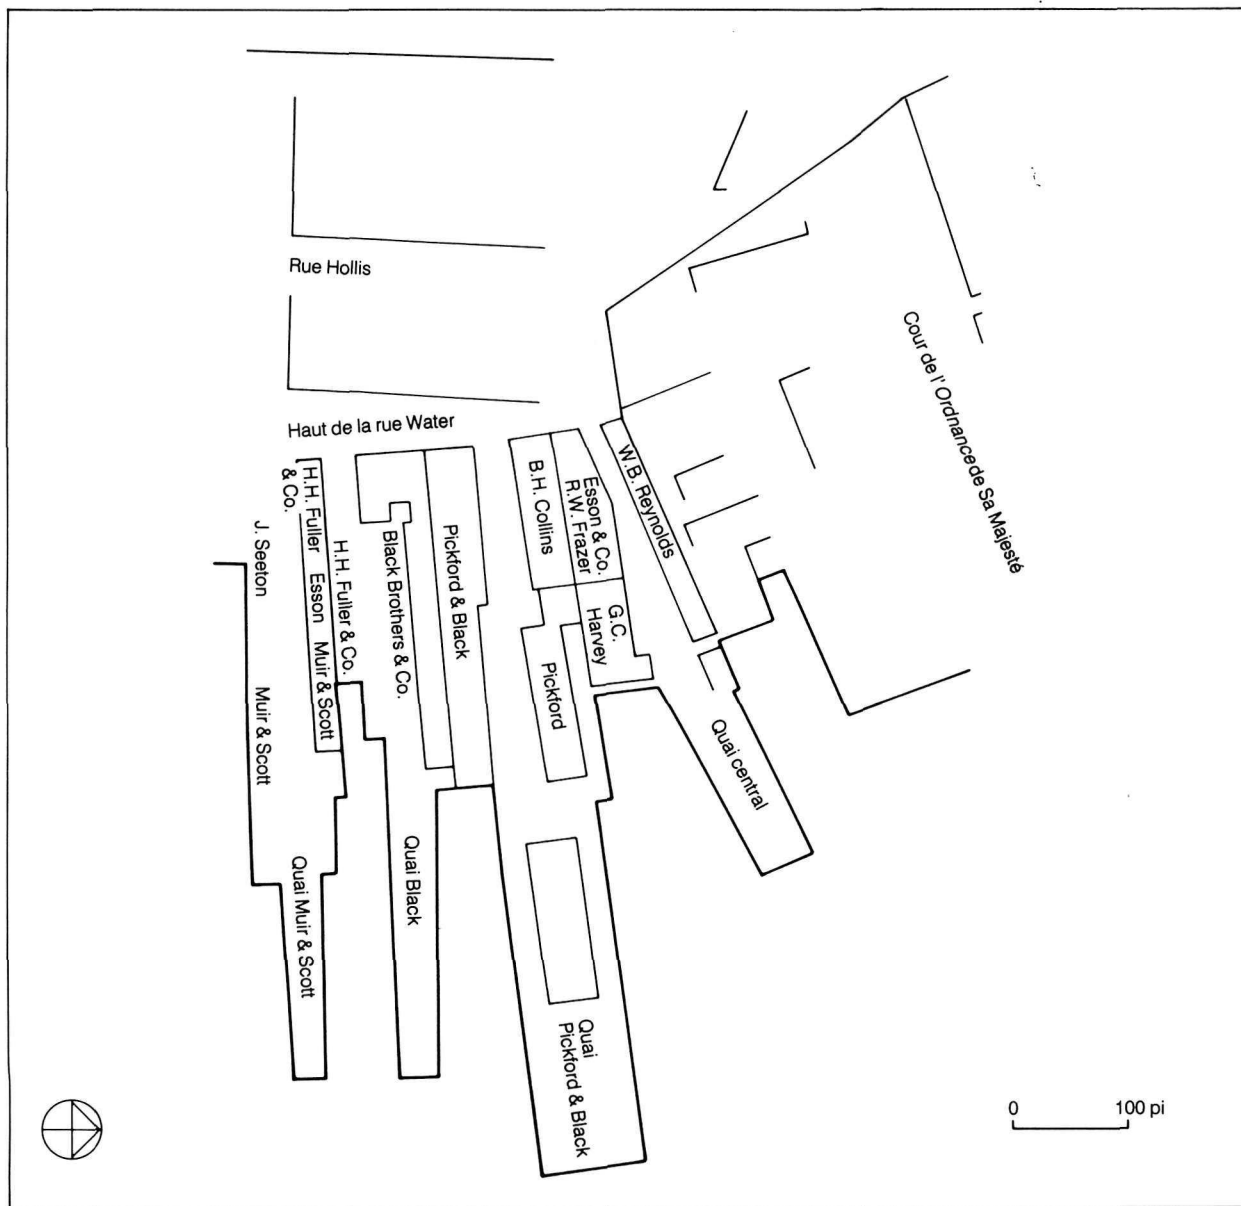 Rue Hollis
Haut de la rue Water
Cour de l'Ordnance de Sa Majesté
J. Seeton
Muir & Scott
H.H. Fuller
& Co.
Esson
Muir & Scott
H.H. Fuller & Co.
Black Brothers & Co.
Pickford & Black
B.H. Collins
Esson & Co.
R.W. Frazer
W.B. Reynolds
G.C.
Harvey
Pickford
Quai central
Quai Muir & Scott
Quai Black
Quai
Pickford & Black
0 100 pi